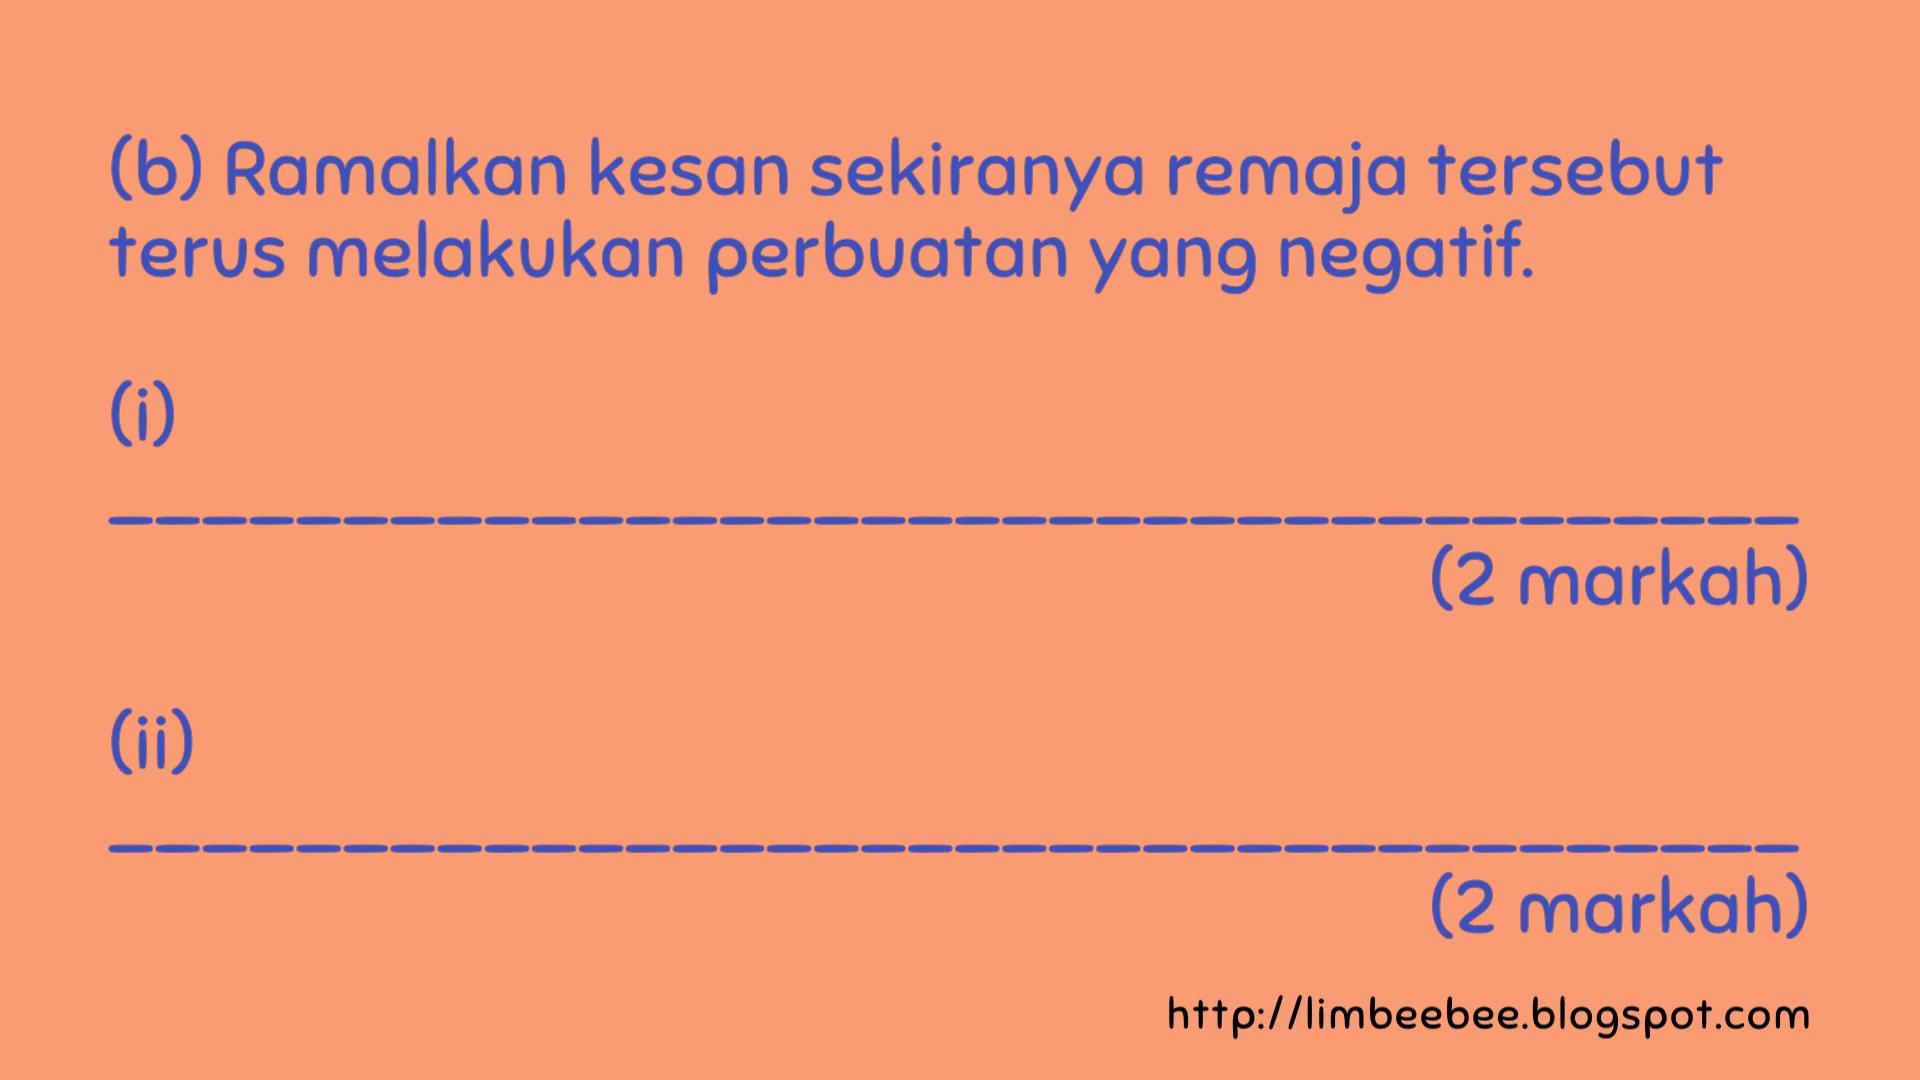 (b) Ramalkan kesan sekiranya remaja tersebut
terus melakukan perbuatan yang negatif.
(i)
____________________________________
(2 markah)
(ii)
____________________________________
(2 markah)
http://limbeebee.blogspot.com